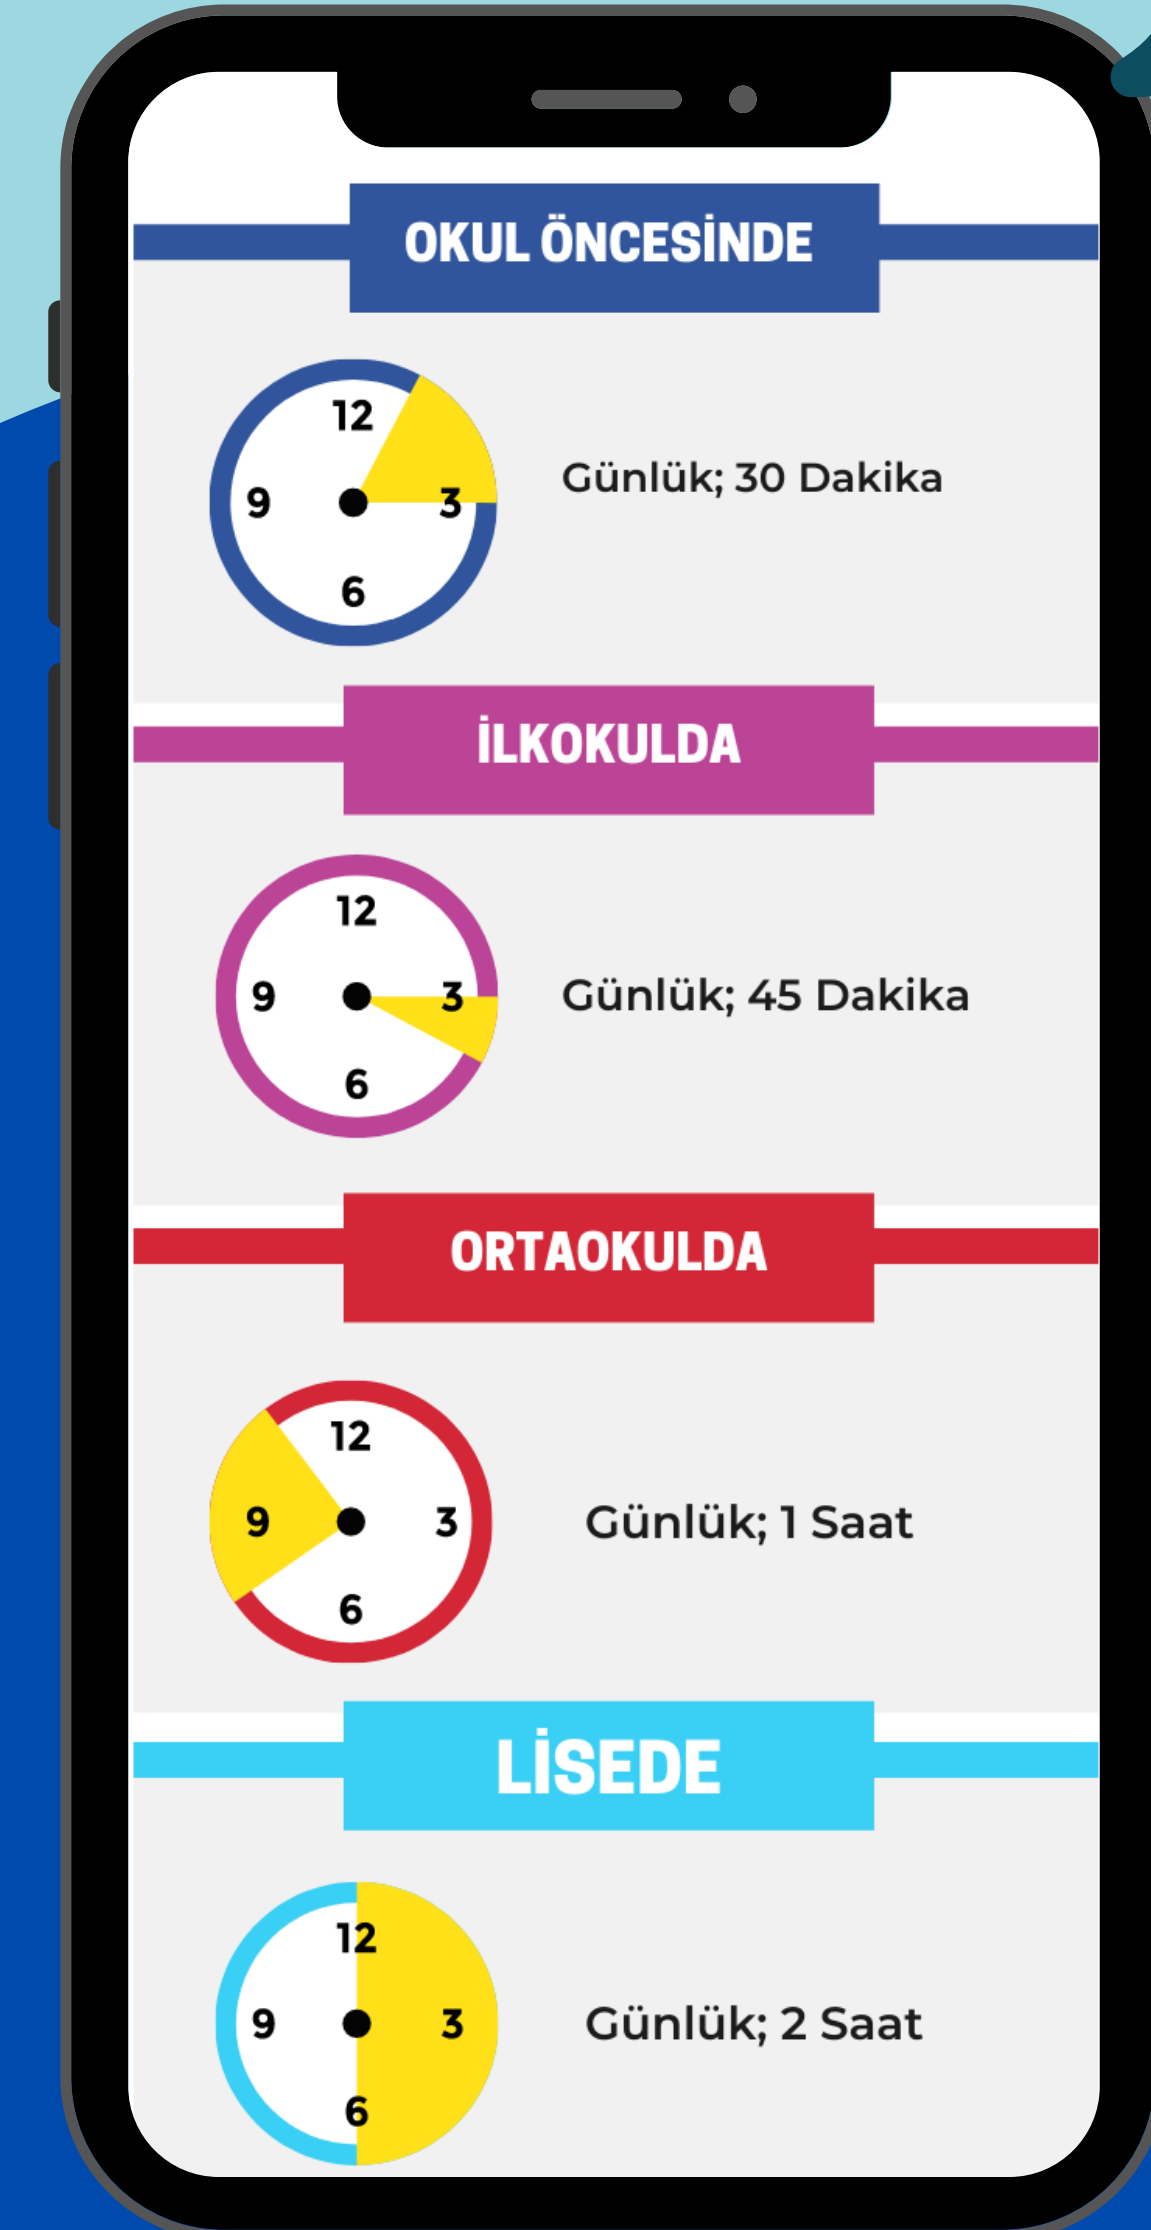 OKUL ÖNCESİNDE
12
9
3
6
Günlük; 30 Dakika
İLKOKULDA
12
9
3
6
Günlük; 45 Dakika
ORTAOKULDA
12
9
3
6
Günlük; 1 Saat
LİSEDE
12
9
3
6
Günlük; 2 Saat